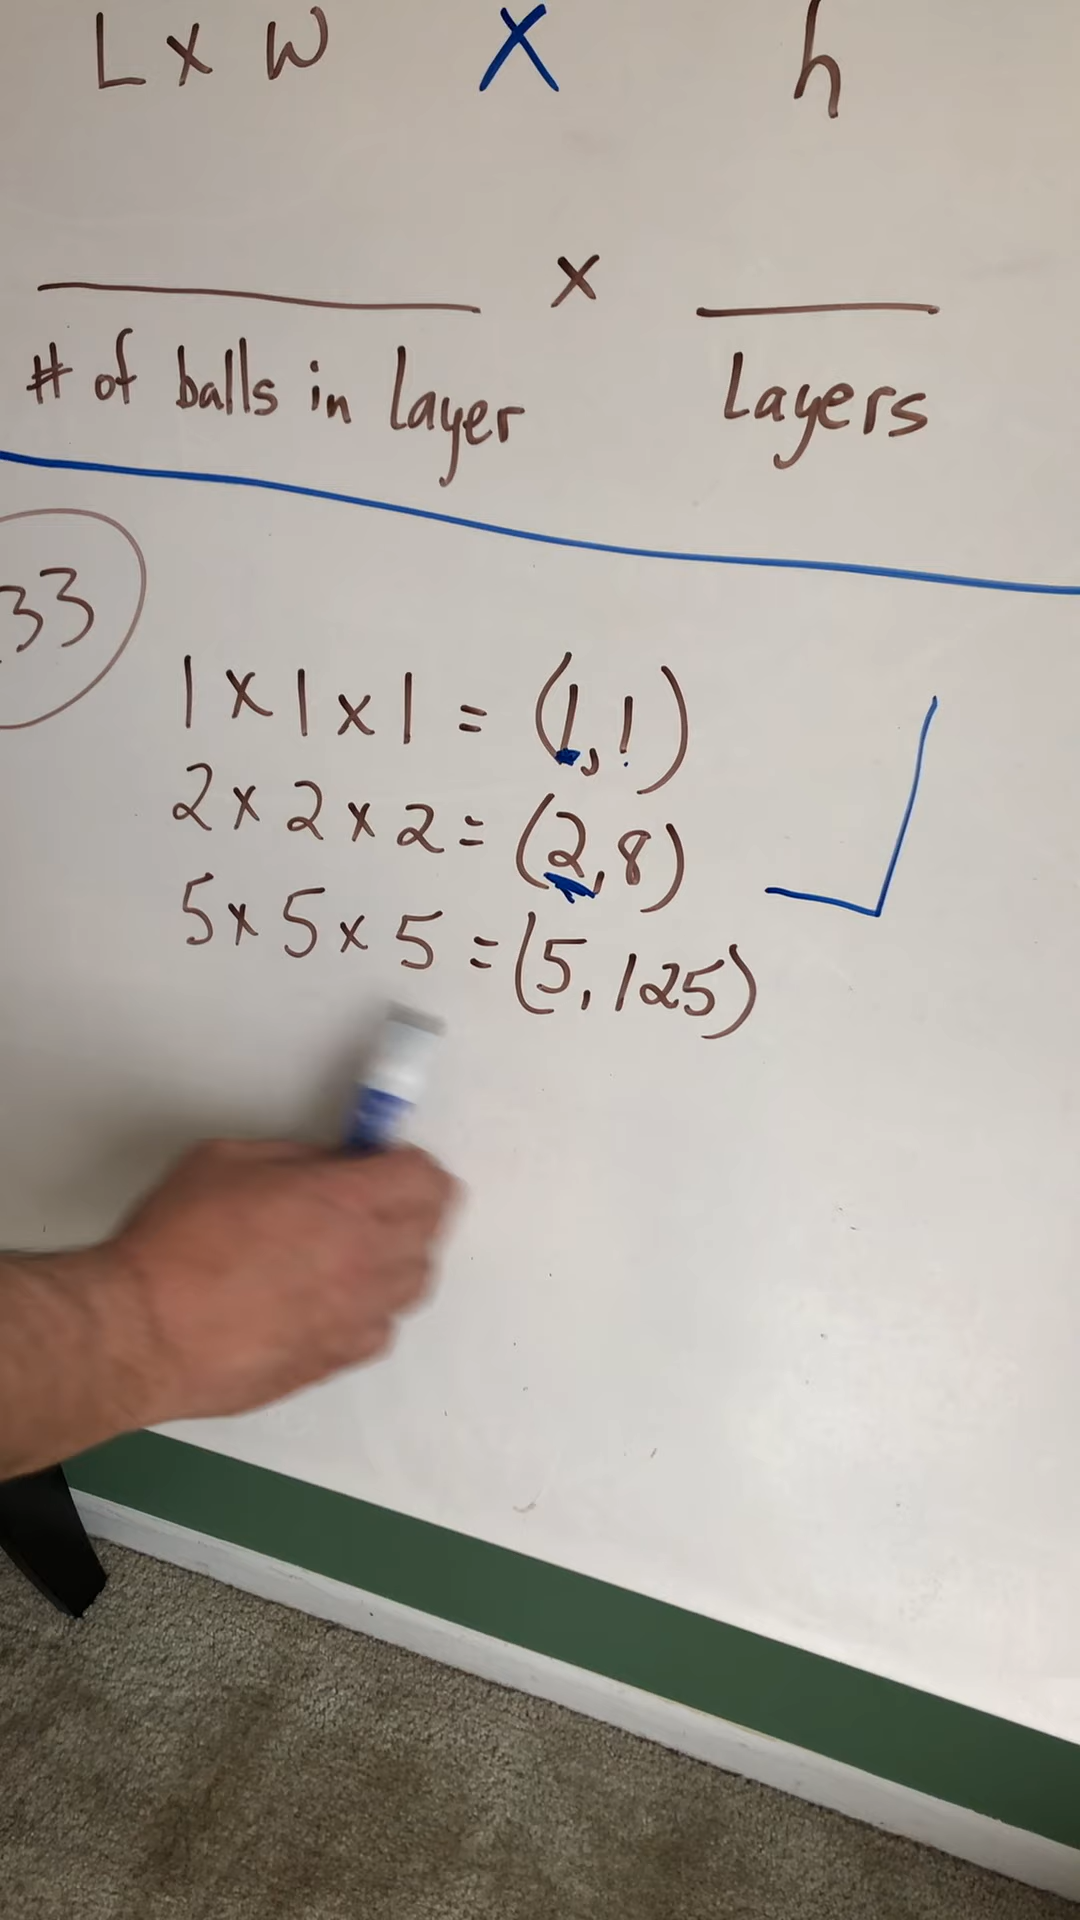 L x w X h
x
# of balls in layer Layers
33
1 x 1 x 1 = (1, 1)
2 x 2 x 2 = (2, 8)
5 x 5 x 5 = (5, 125)